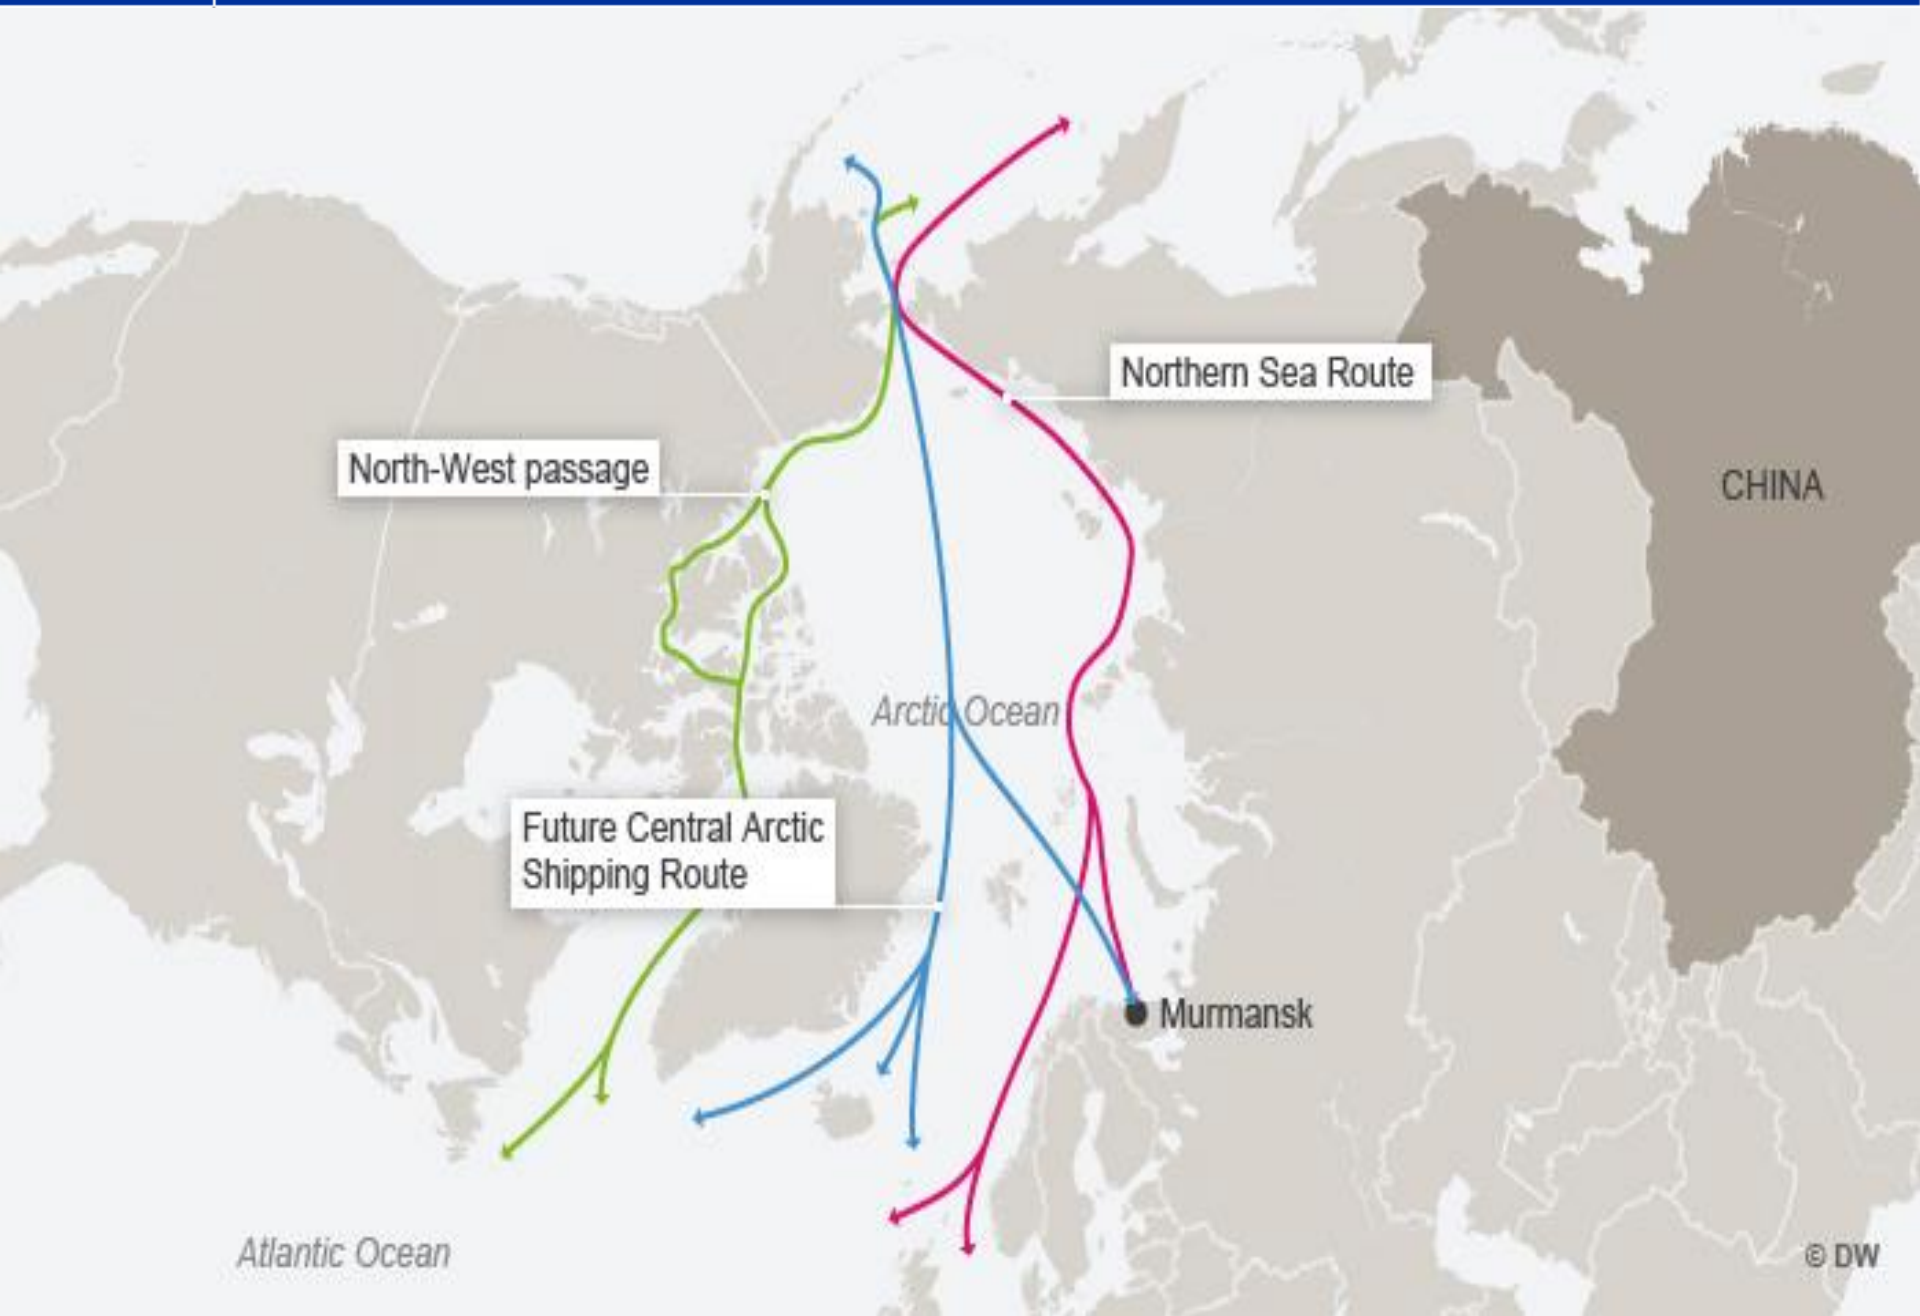 Northern Sea Route
North-West passage
CHINA
Arctic Ocean
Future Central Arctic
Shipping Route
Murmansk
Atlantic Ocean
© DW